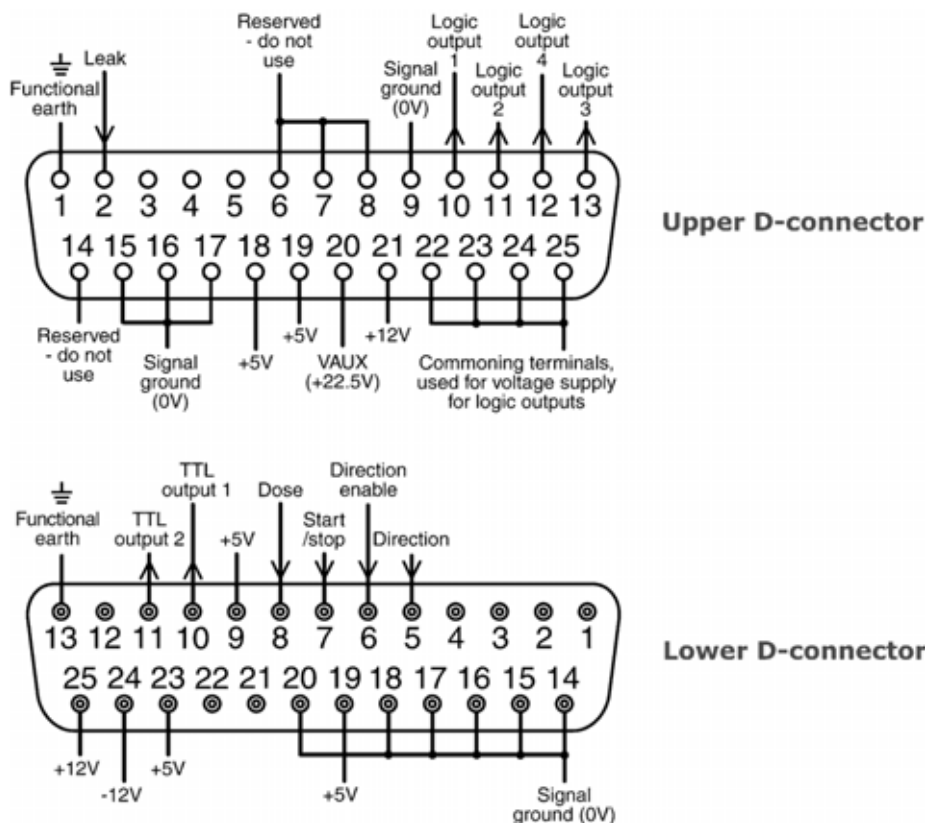 Functional
earth
Leak
Reserved
- do not
use
Signal
ground
(0V)
Logic
output
1
Logic
output
2
Logic
output
4
Logic
output
3
1 2 3 4 5 6 7 8 9 10 11 12 13
14 15 16 17 18 19 20 21 22 23 24 25
Upper D-connector
Reserved
- do not
use
Signal
ground
(0V)
+5V
+5V
VAUX
(+22.5V)
+12V
Commoning terminals,
used for voltage supply
for logic outputs
Functional
earth
TTL
output 2
TTL
output 1
+5V
Dose
Start
/stop
Direction
enable
Direction
13 12 11 10 9 8 7 6 5 4 3 2 1
25 24 23 22 21 20 19 18 17 16 15 14
Lower D-connector
+12V
-12V
+5V
+5V
Signal
ground (0V)